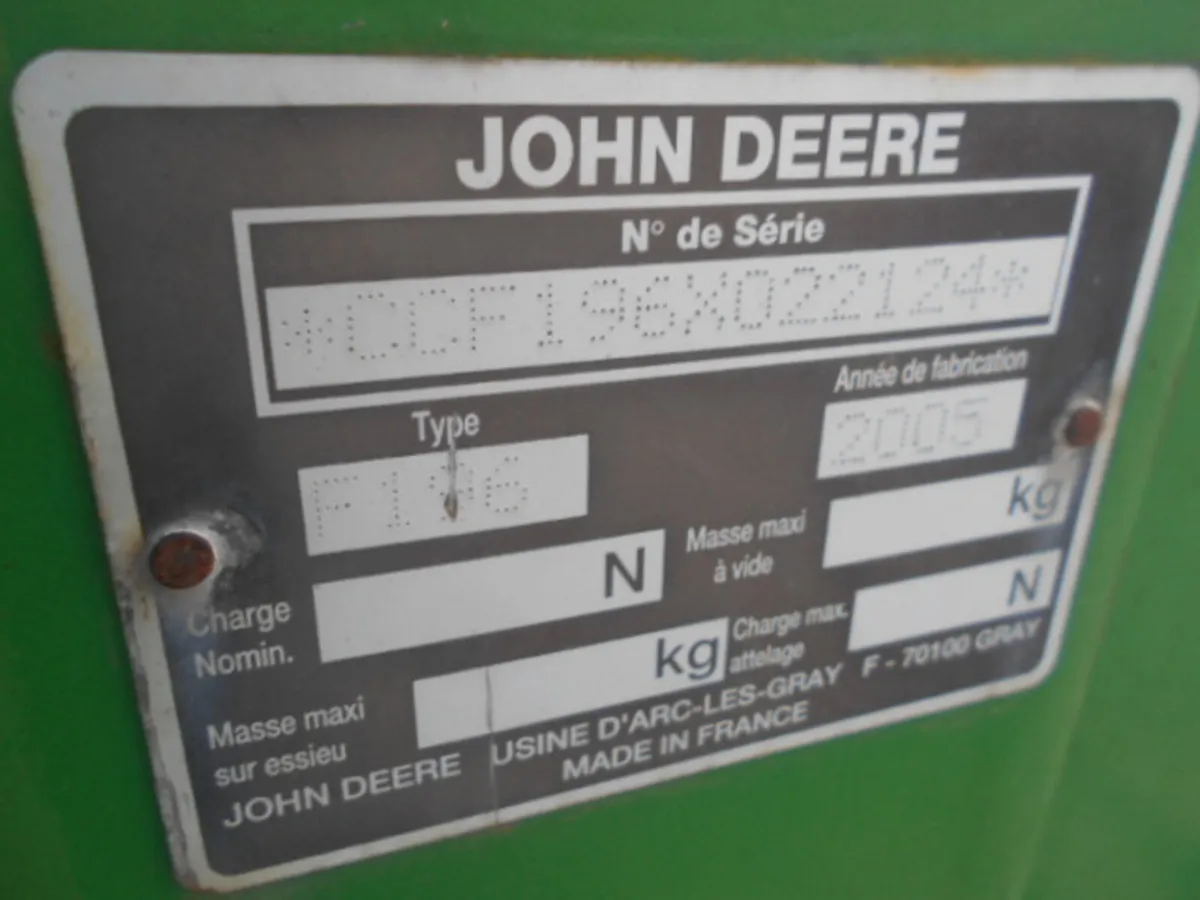 JOHN DEERE
N° de Série
*CCF196X022124*
Type
Année de fabrication
F196
2005
Charge Nomin.
N
Masse maxi à vide
kg
Masse maxi sur essieu
kg
Charge max. attelage
N
JOHN DEERE USINE D'ARC-LES-GRAY F - 70100 GRAY
MADE IN FRANCE